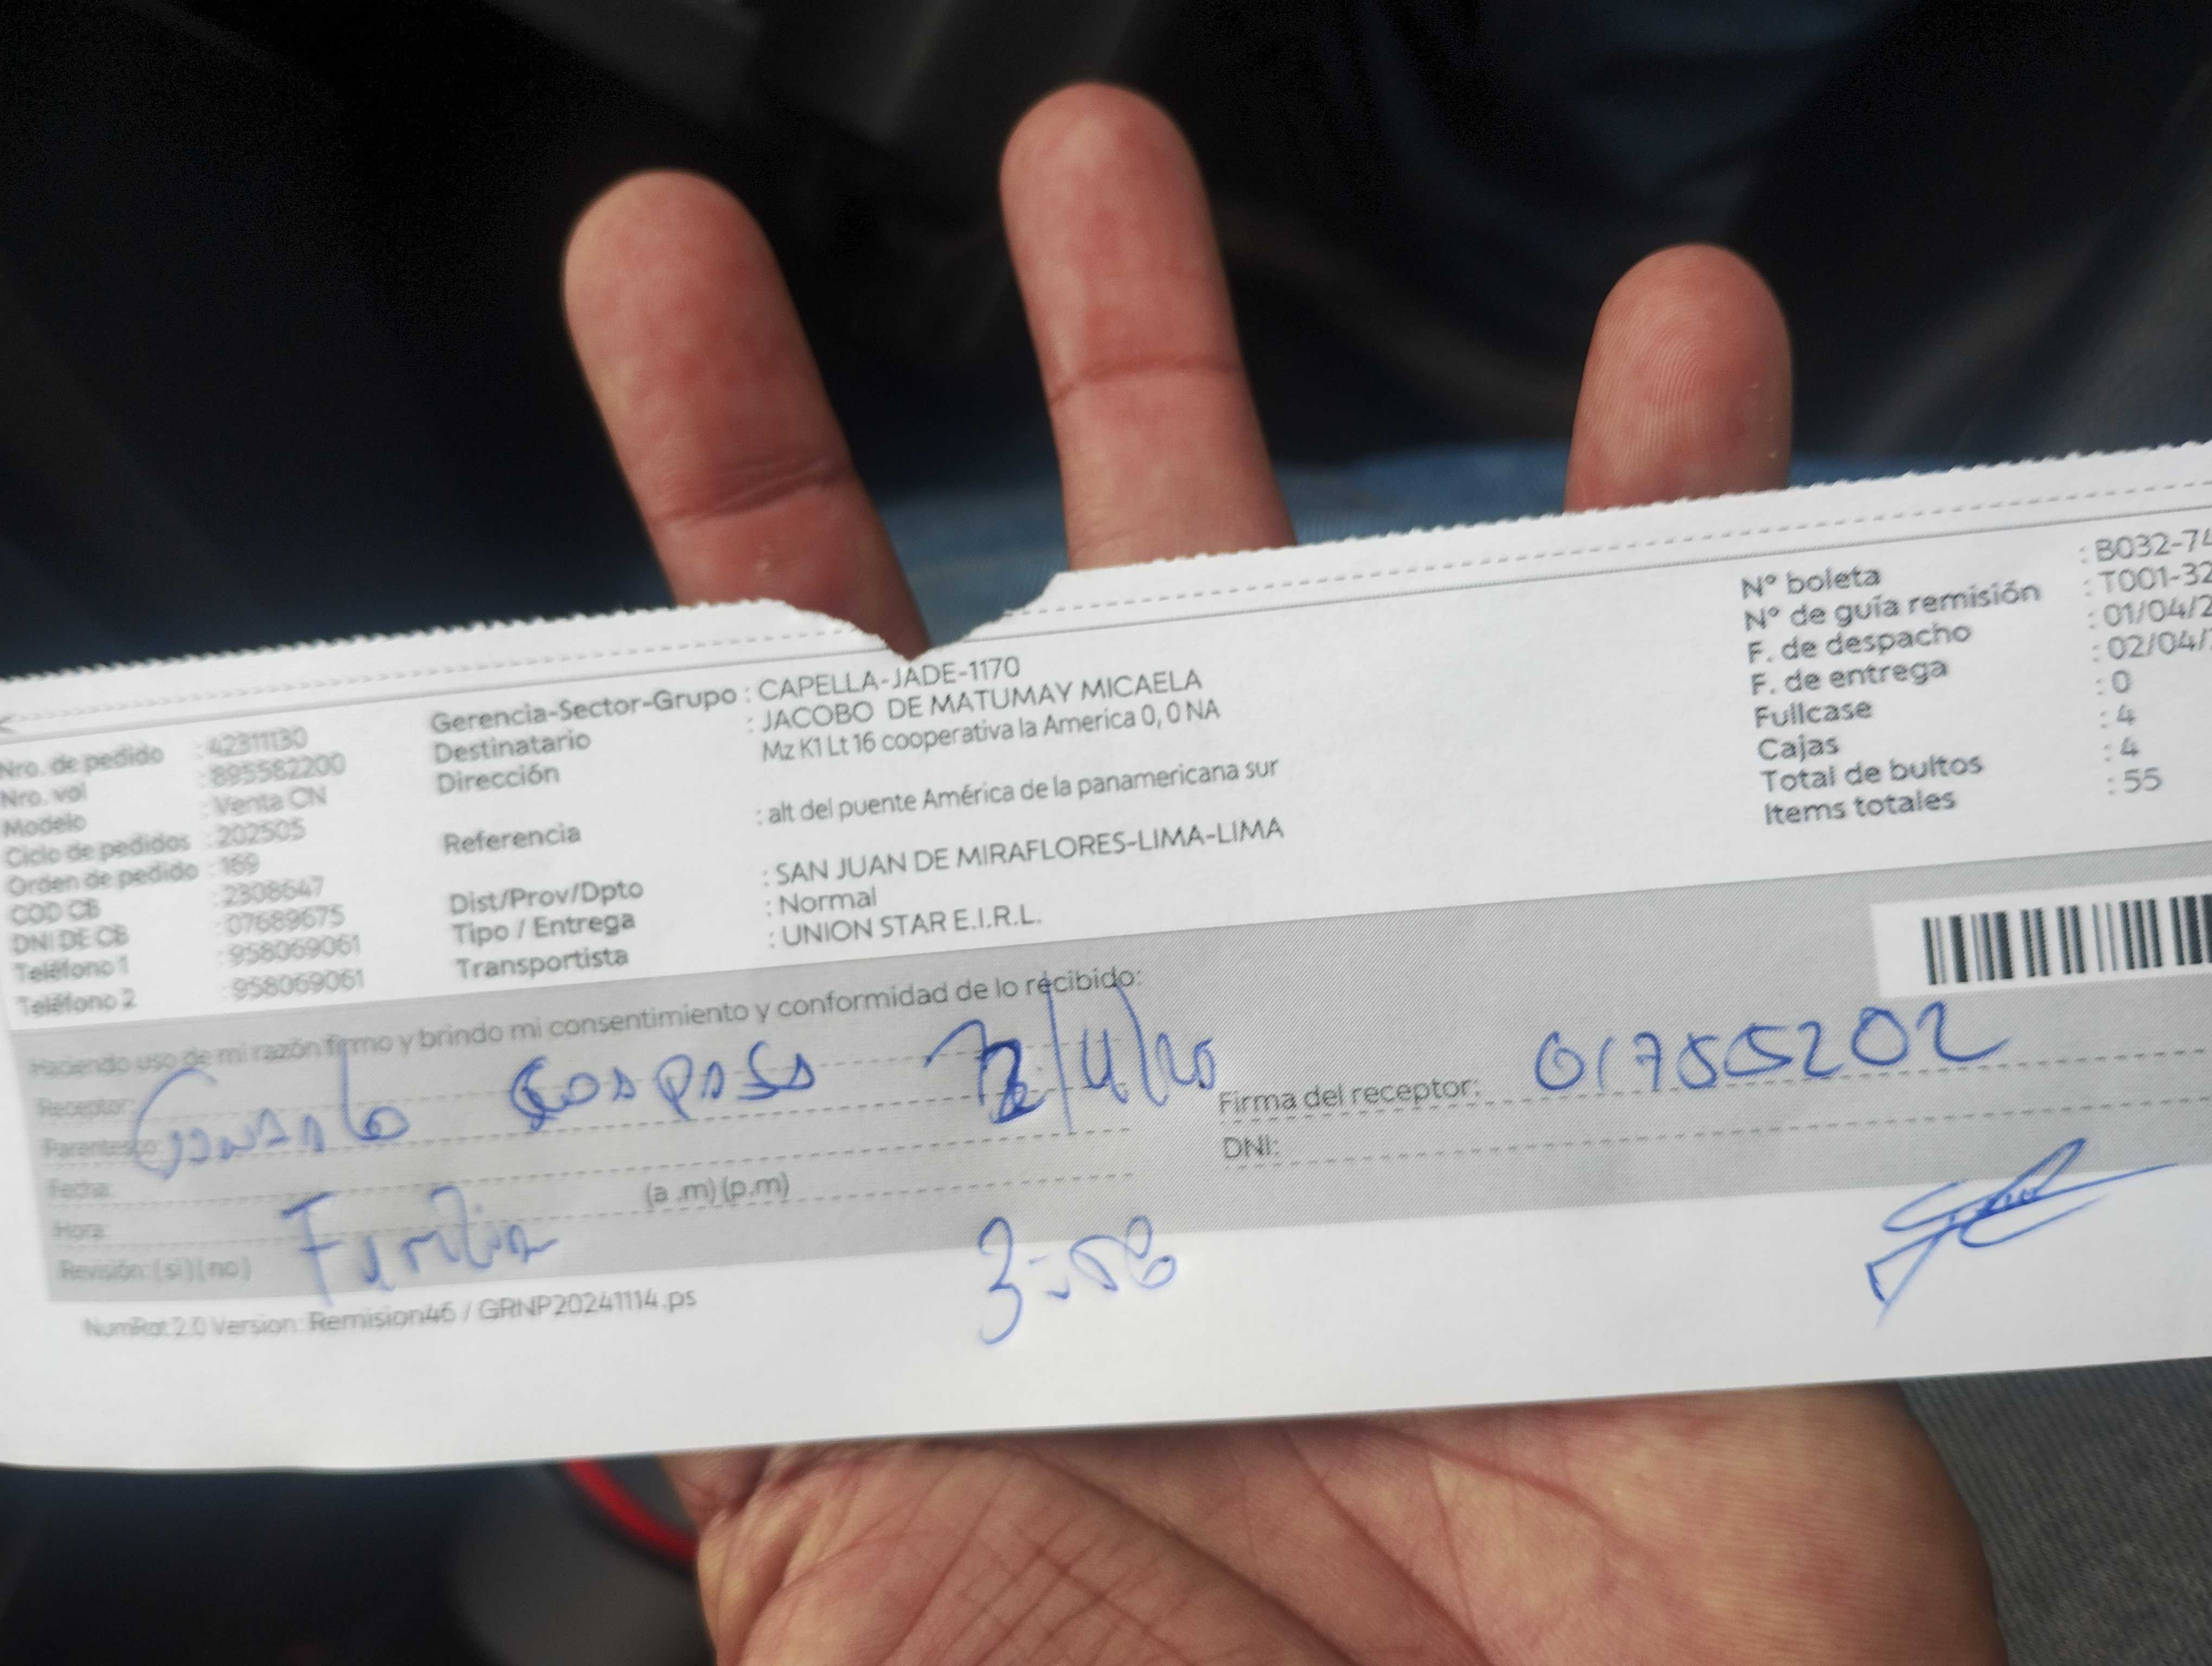 Nro. de pedido : 42311130
Nro. vol : 895582200
Modelo : Venta CN
Ciclo de pedidos : 202505
Orden de pedido : 169
COD CB : 2308647
DNI DE CB : 07689675
Teléfono 1 : 958069061
Teléfono 2 : 958069061
Gerencia-Sector-Grupo : CAPELLA-JADE-1170
Destinatario : JACOBO DE MATUMAY MICAELA
Dirección Mz K1 Lt 16 cooperativa la America 0, 0 NA
Referencia : alt del puente América de la panamericana sur
Dist/Prov/Dpto : SAN JUAN DE MIRAFLORES-LIMA-LIMA
Tipo / Entrega : Normal
Transportista : UNION STAR E.I.R.L.
N° boleta : B032-74
N° de guía remisión : T001-32
F. de despacho : 01/04/2
F. de entrega : 02/04/
Fullcase : 0
Cajas : 4
Total de bultos : 4
Items totales : 55
Haciendo uso de mi razón firmo y brindo mi consentimiento y conformidad de lo recibido:
Receptor:
Parentesco:
Fecha:
Hora: (a .m) (p.m)
Revisión: ( si ) ( no )
Familia
Firma del receptor: 01755202
DNI:
NumRot 2.0 Version: Remision46 / GRNP20241114.ps